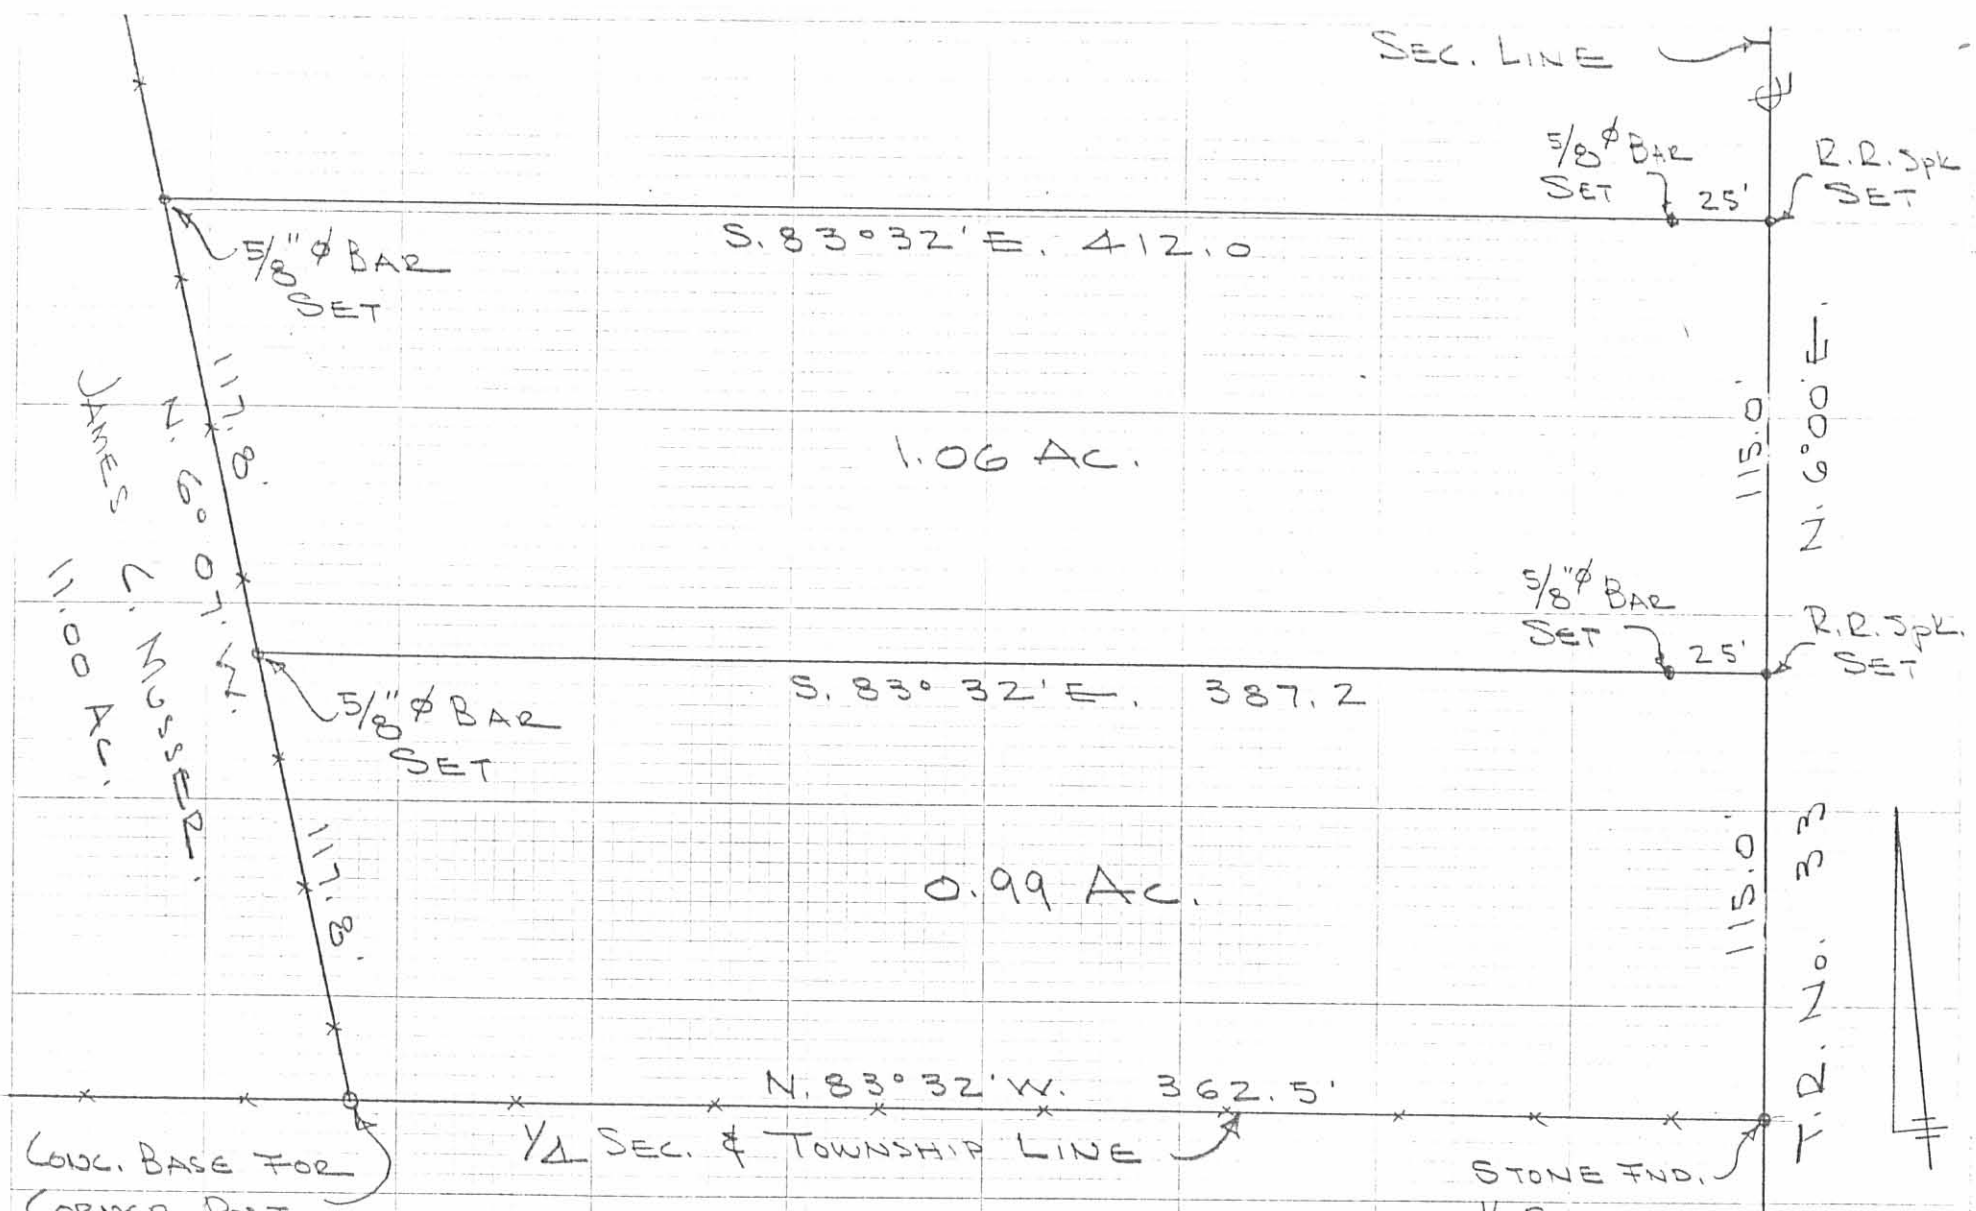 SEC. LINE
5/8 ϕ BAR
SET
25'
R.R. Spk
SET
S. 83° 32' E. 412.0
5/8" ϕ BAR
SET
117.8'
N. 6° 07' W.
JAMES C. MUSSER
11.00 AC.
1.06 AC.
115.0'
N. 6° 00' E.
5/8" ϕ BAR
SET
25'
R.R. Spk.
SET
S. 83° 32' E. 387.2
5/8" ϕ BAR
SET
117.8'
0.99 AC.
115.0'
T.R. No. 33
N. 83° 32' W. 362.5'
1/4 SEC. & TOWNSHIP LINE
CONC. BASE FOR
CORNER POST
STONE FND.